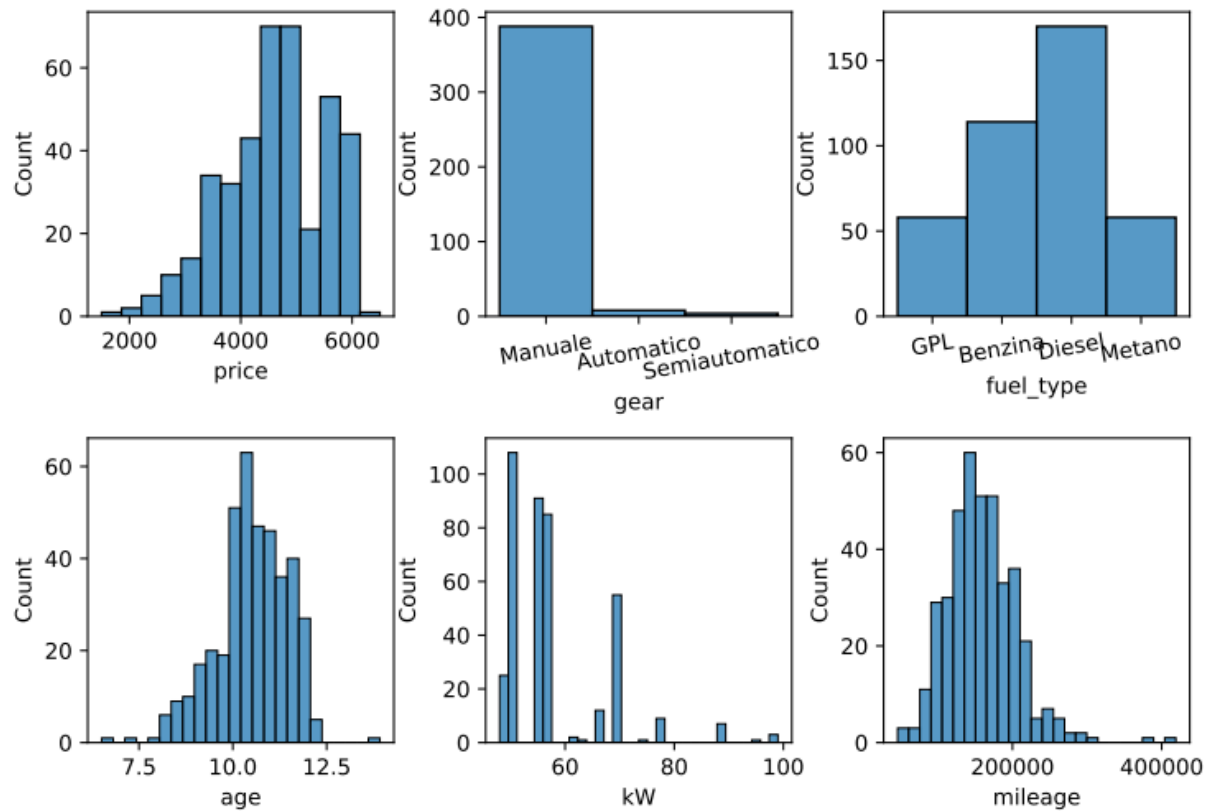 Count
60
40
20
0
2000
4000
6000
price
Count
400
300
200
100
0
Manuale
Automatico
Semiautomatico
gear
Count
150
100
50
0
GPL
Benzina
Diesel
Metano
fuel_type
Count
60
40
20
0
7.5
10.0
12.5
age
Count
100
80
60
40
20
0
60
80
100
kW
Count
60
40
20
0
200000
400000
mileage